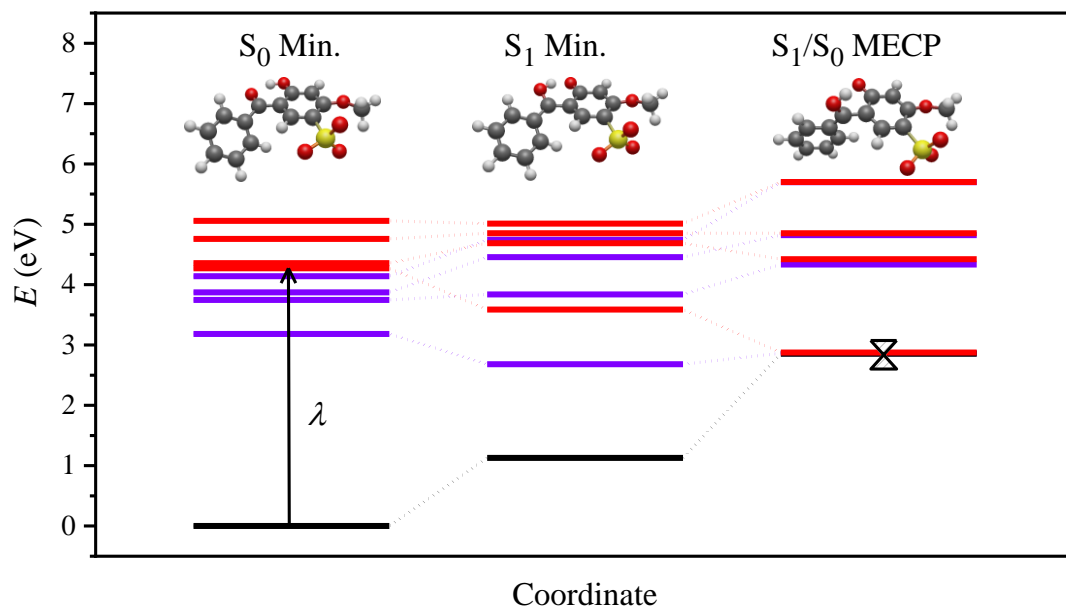 S₀ Min. S₁ Min. S₁/S₀ MECP
8
7
6
5
4
3
2
1
0
E (eV)
λ
Coordinate